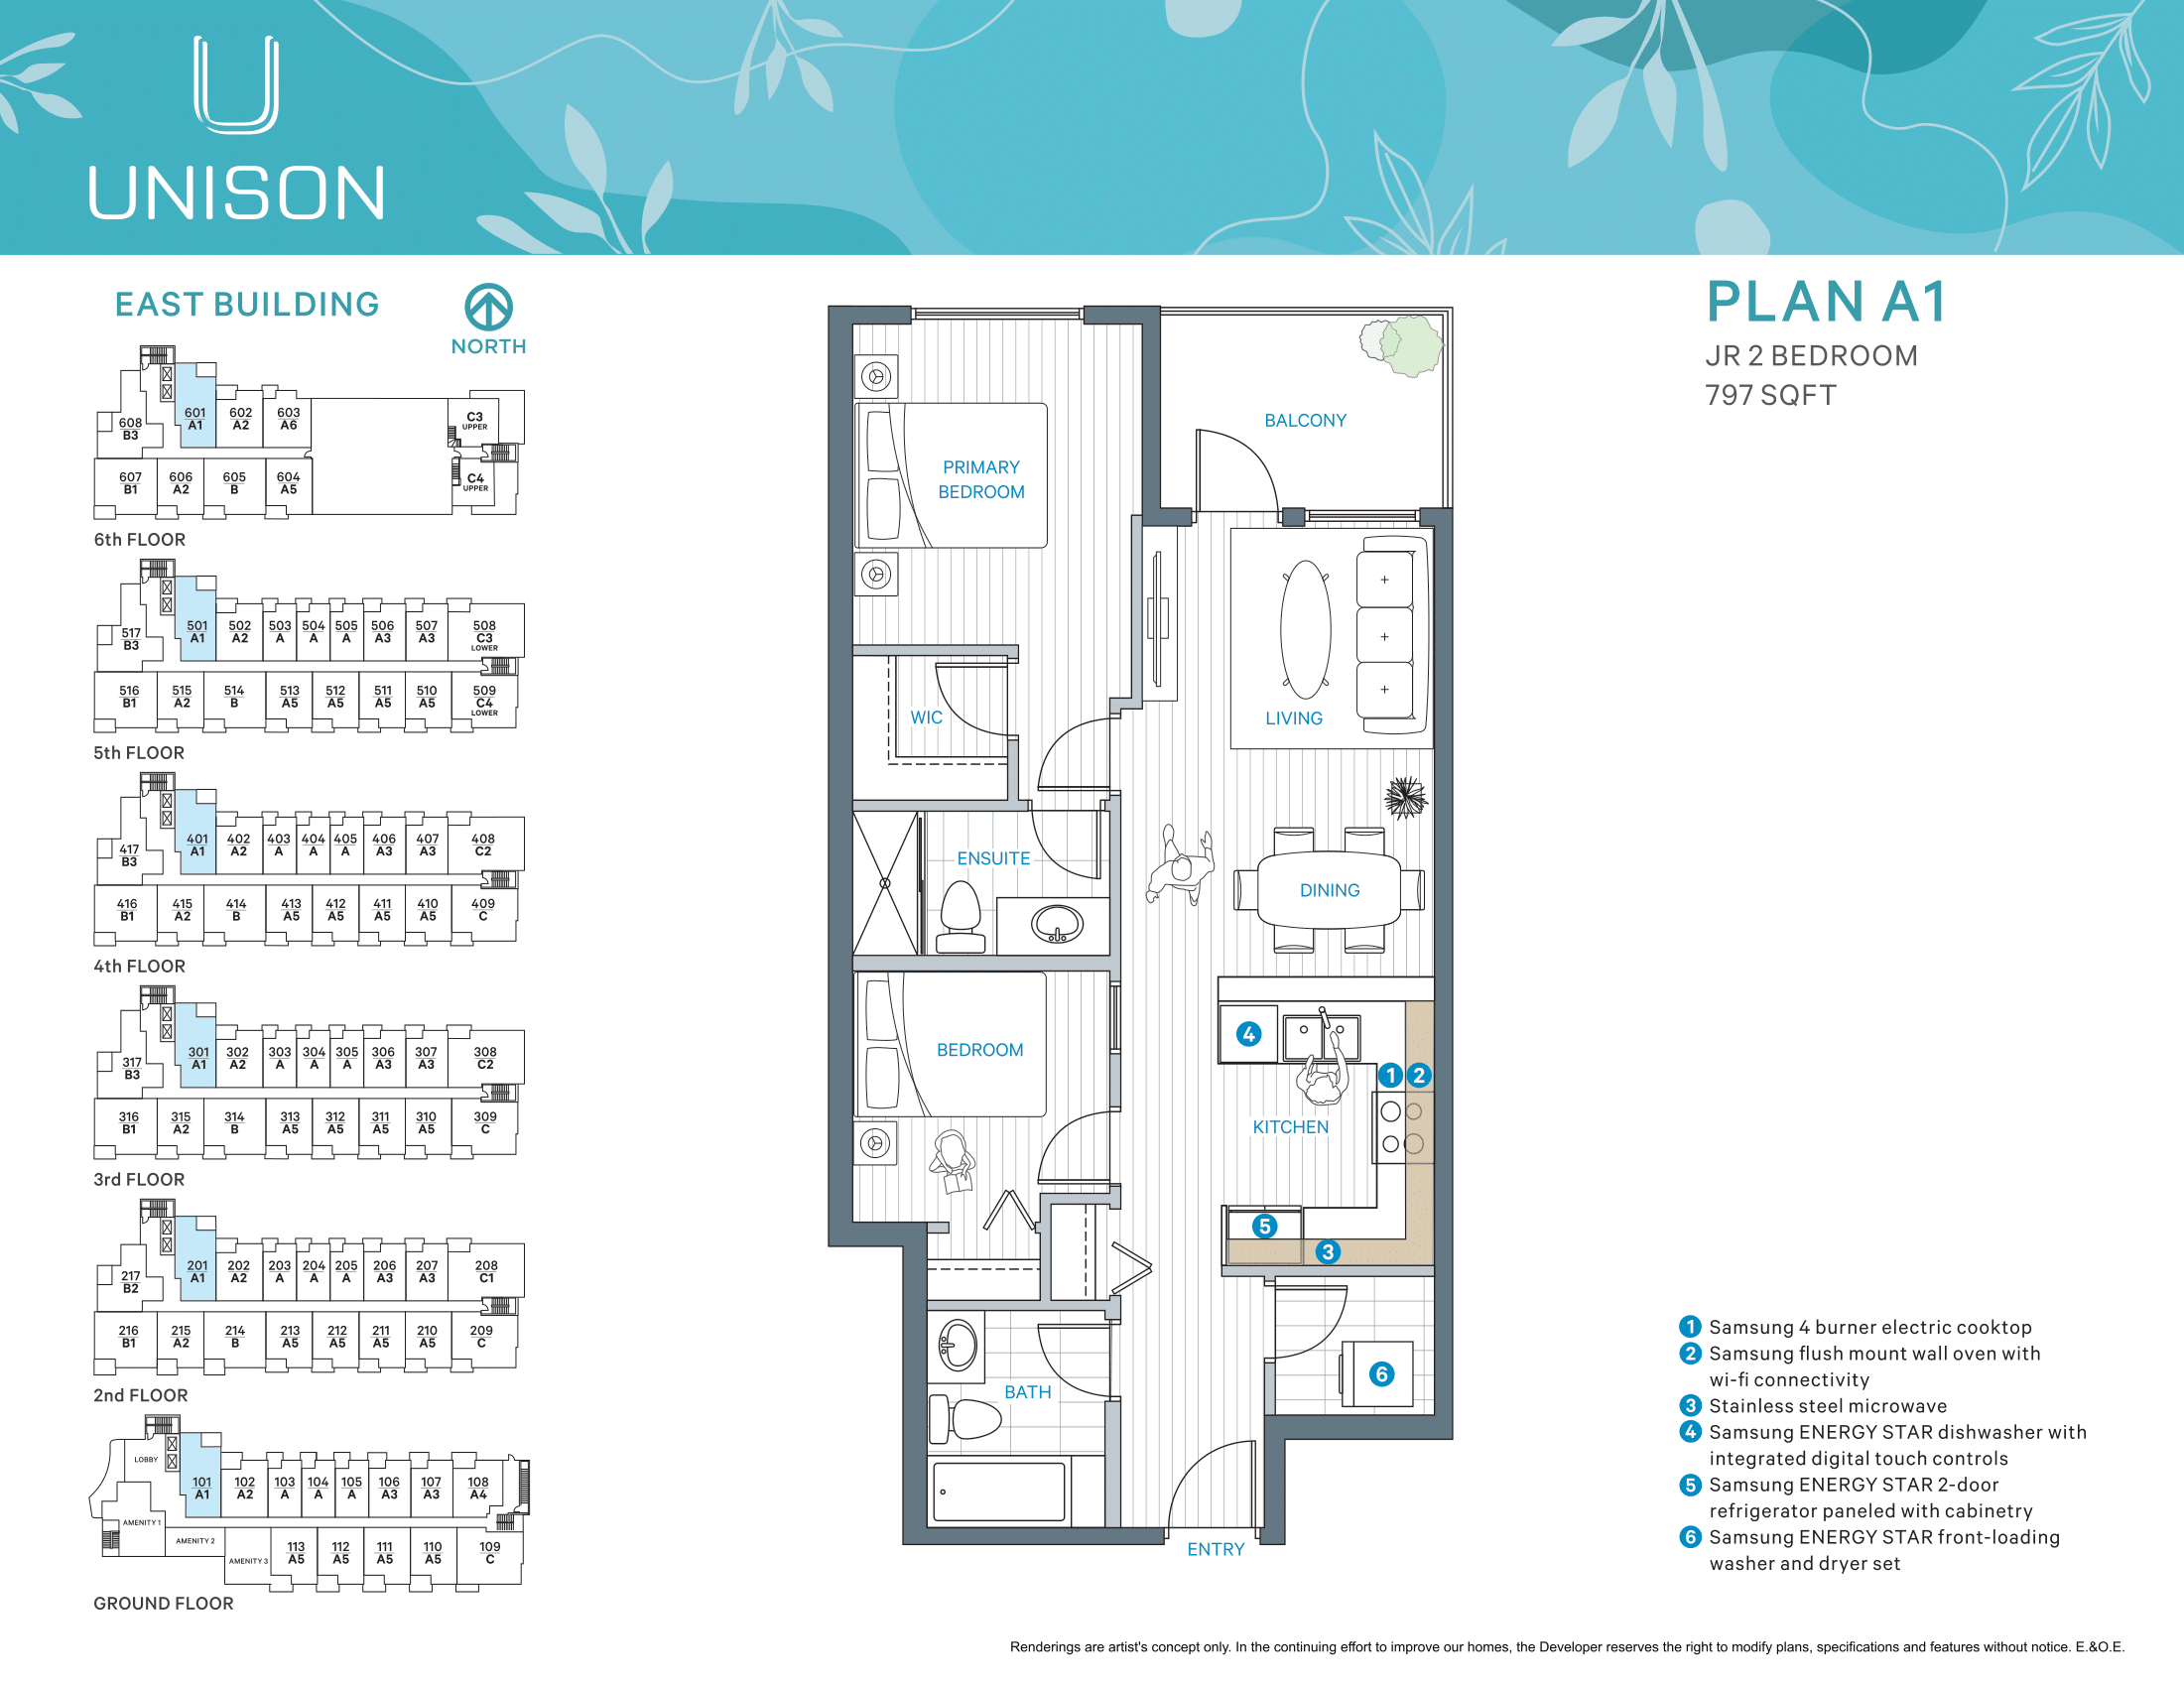 U
UNISON
EAST BUILDING
NORTH
PLAN A1
JR 2 BEDROOM
797 SQFT
601 602 603
A1 A2 A6
608
B3
C3
UPPER
607 606 605 604
B1 A2 B A5
C4
UPPER
6th FLOOR
501 502 503 504 505 506 507 508
A1 A2 A A A A3 A3 C3
LOWER
517
B3
516 515 514 513 512 511 510 509
B1 A2 B A5 A5 A5 A5 C4
LOWER
5th FLOOR
401 402 403 404 405 406 407 408
A1 A2 A A A A3 A3 C2
417
B3
416 415 414 413 412 411 410 409
B1 A2 B A5 A5 A5 A5 C
4th FLOOR
301 302 303 304 305 306 307 308
A1 A2 A A A A3 A3 C2
317
B3
316 315 314 313 312 311 310 309
B1 A2 B A5 A5 A5 A5 C
3rd FLOOR
201 202 203 204 205 206 207 208
A1 A2 A A A A3 A3 C1
217
B2
216 215 214 213 212 211 210 209
B1 A2 B A5 A5 A5 A5 C
2nd FLOOR
LOBBY
101 102 103 104 105 106 107 108
A1 A2 A A A A3 A3 A4
AMENITY 1
AMENITY 2
AMENITY 3
113 112 111 110 109
A5 A5 A5 A5 C
GROUND FLOOR
BALCONY
PRIMARY
BEDROOM
WIC
LIVING
ENSUITE
DINING
BEDROOM
4
1 2
KITCHEN
5
3
6
BATH
ENTRY
1 Samsung 4 burner electric cooktop
2 Samsung flush mount wall oven with
wi-fi connectivity
3 Stainless steel microwave
4 Samsung ENERGY STAR dishwasher with
integrated digital touch controls
5 Samsung ENERGY STAR 2-door
refrigerator paneled with cabinetry
6 Samsung ENERGY STAR front-loading
washer and dryer set
Renderings are artist's concept only. In the continuing effort to improve our homes, the Developer reserves the right to modify plans, specifications and features without notice. E.&O.E.